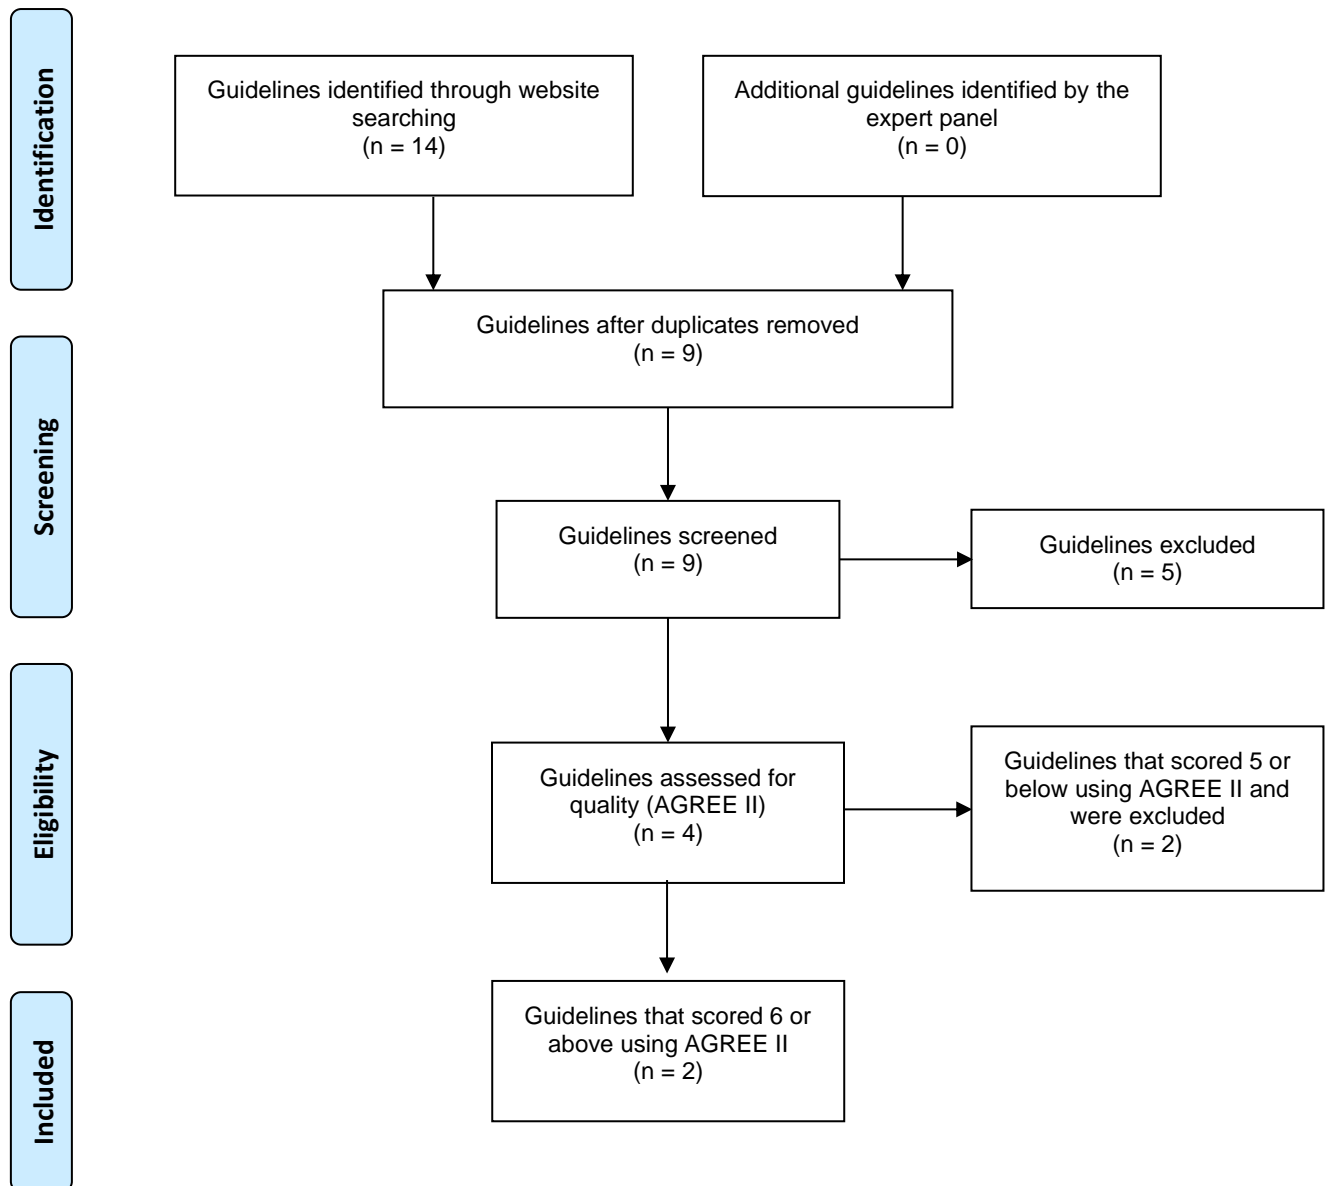 Identification
Guidelines identified through website
searching
(n = 14)
Additional guidelines identified by the
expert panel
(n = 0)
Guidelines after duplicates removed
(n = 9)
Screening
Guidelines screened
(n = 9)
Guidelines excluded
(n = 5)
Eligibility
Guidelines assessed for
quality (AGREE II)
(n = 4)
Guidelines that scored 5 or
below using AGREE II and
were excluded
(n = 2)
Included
Guidelines that scored 6 or
above using AGREE II
(n = 2)